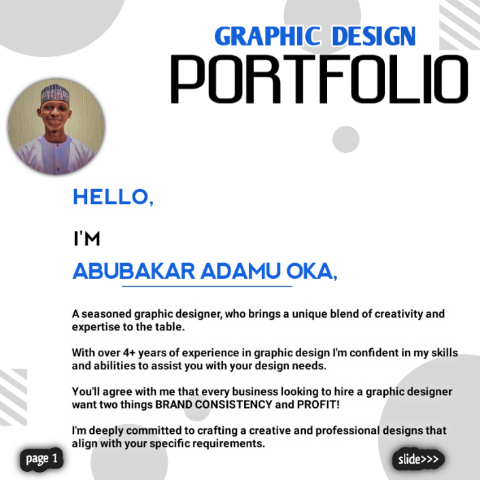 GRAPHIC DESIGN
PORTFOLIO
HELLO,
I'M
ABUBAKAR ADAMU OKA,
A seasoned graphic designer, who brings a unique blend of creativity and
expertise to the table.
With over 4+ years of experience in graphic design I'm confident in my skills
and abilities to assist you with your design needs.
You'll agree with me that every business looking to hire a graphic designer
want two things BRAND CONSISTENCY and PROFIT!
I'm deeply committed to crafting a creative and professional designs that
align with your specific requirements.
page 1
slide>>>